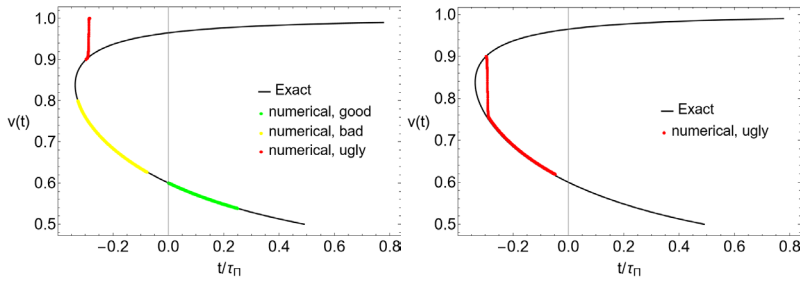 1.0
0.9
0.8
0.7
0.6
0.5
v(t)
Exact
numerical, good
numerical, bad
numerical, ugly
-0.2
0.0
0.2
0.4
0.6
0.8
t/τΠ
1.0
0.9
0.8
0.7
0.6
0.5
v(t)
Exact
numerical, ugly
-0.2
0.0
0.2
0.4
0.6
0.8
t/τΠ